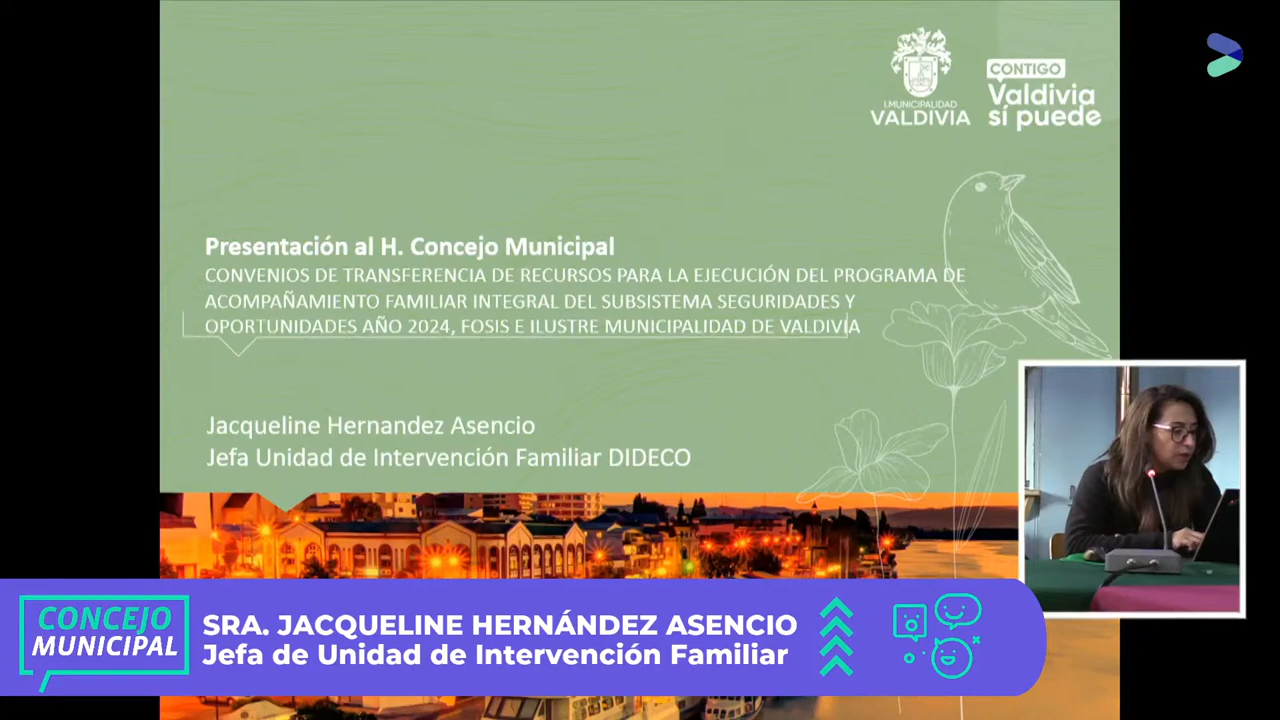 I.MUNICIPALIDAD
VALDIVIA
CONTIGO
Valdivia
sí puede
Presentación al H. Concejo Municipal
CONVENIOS DE TRANSFERENCIA DE RECURSOS PARA LA EJECUCIÓN DEL PROGRAMA DE
ACOMPAÑAMIENTO FAMILIAR INTEGRAL DEL SUBSISTEMA SEGURIDADES Y
OPORTUNIDADES AÑO 2024, FOSIS E ILUSTRE MUNICIPALIDAD DE VALDIVIA
Jacqueline Hernandez Asencio
Jefa Unidad de Intervención Familiar DIDECO
CONCEJO
MUNICIPAL
SRA. JACQUELINE HERNÁNDEZ ASENCIO
Jefa de Unidad de Intervención Familiar